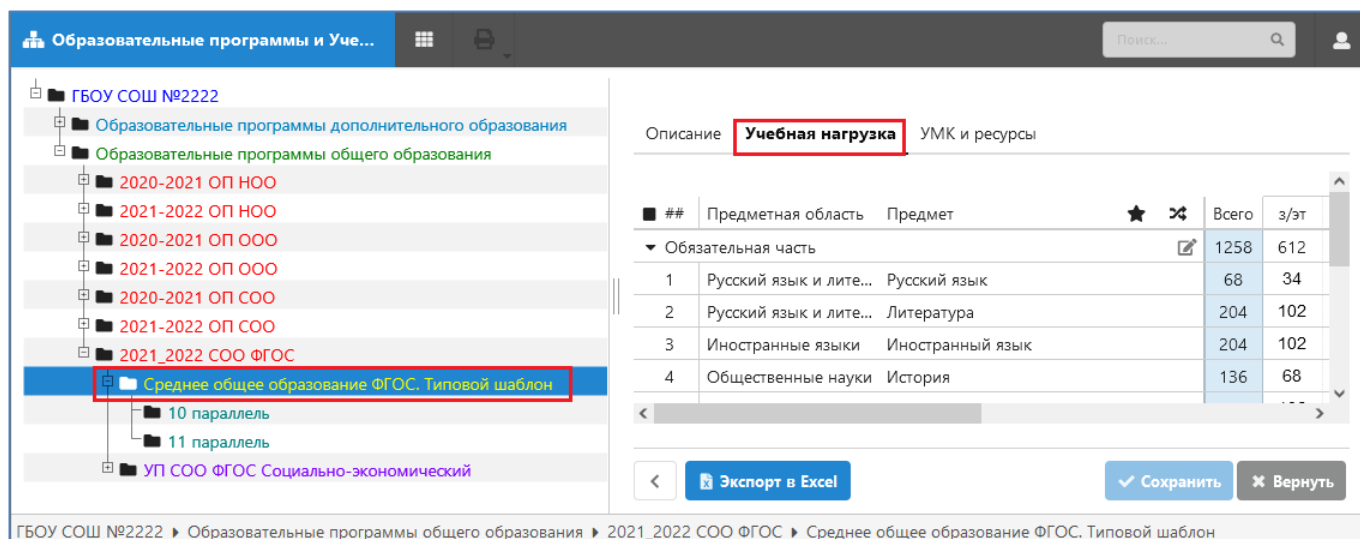 Образовательные программы и Уче...
Поиск...
ГБОУ СОШ №2222
Образовательные программы дополнительного образования
Образовательные программы общего образования
2020-2021 ОП НОО
2021-2022 ОП НОО
2020-2021 ОП ООО
2021-2022 ОП ООО
2020-2021 ОП СОО
2021-2022 ОП СОО
2021_2022 СОО ФГОС
Среднее общее образование ФГОС. Типовой шаблон
10 параллель
11 параллель
УП СОО ФГОС Социально-экономический
Описание Учебная нагрузка УМК и ресурсы
## Предметная область Предмет Всего з/эт
Обязательная часть 1258 612
1 Русский язык и лите... Русский язык 68 34
2 Русский язык и лите... Литература 204 102
3 Иностранные языки Иностранный язык 204 102
4 Общественные науки История 136 68
Экспорт в Excel Сохранить Вернуть
ГБОУ СОШ №2222 Образовательные программы общего образования 2021_2022 СОО ФГОС Среднее общее образование ФГОС. Типовой шаблон